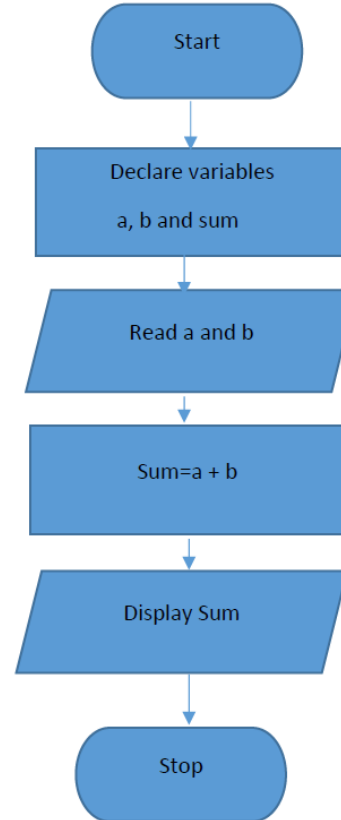 Start
Declare variables
a, b and sum
Read a and b
Sum=a + b
Display Sum
Stop